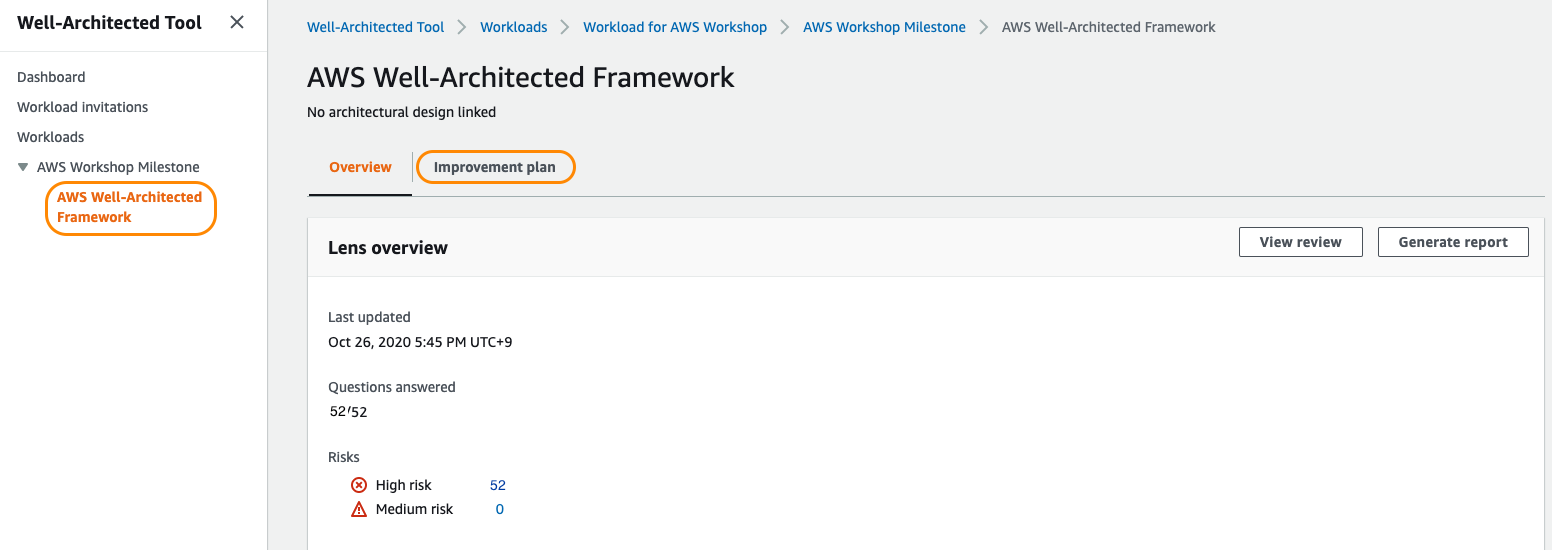 Well-Architected Tool
Dashboard
Workload invitations
Workloads
AWS Workshop Milestone
AWS Well-Architected
Framework
Well-Architected Tool
Workloads
Workload for AWS Workshop
AWS Workshop Milestone
AWS Well-Architected Framework
AWS Well-Architected Framework
No architectural design linked
Overview
Improvement plan
Lens overview
View review
Generate report
Last updated
Oct 26, 2020 5:45 PM UTC+9
Questions answered
52/52
Risks
High risk 52
Medium risk 0